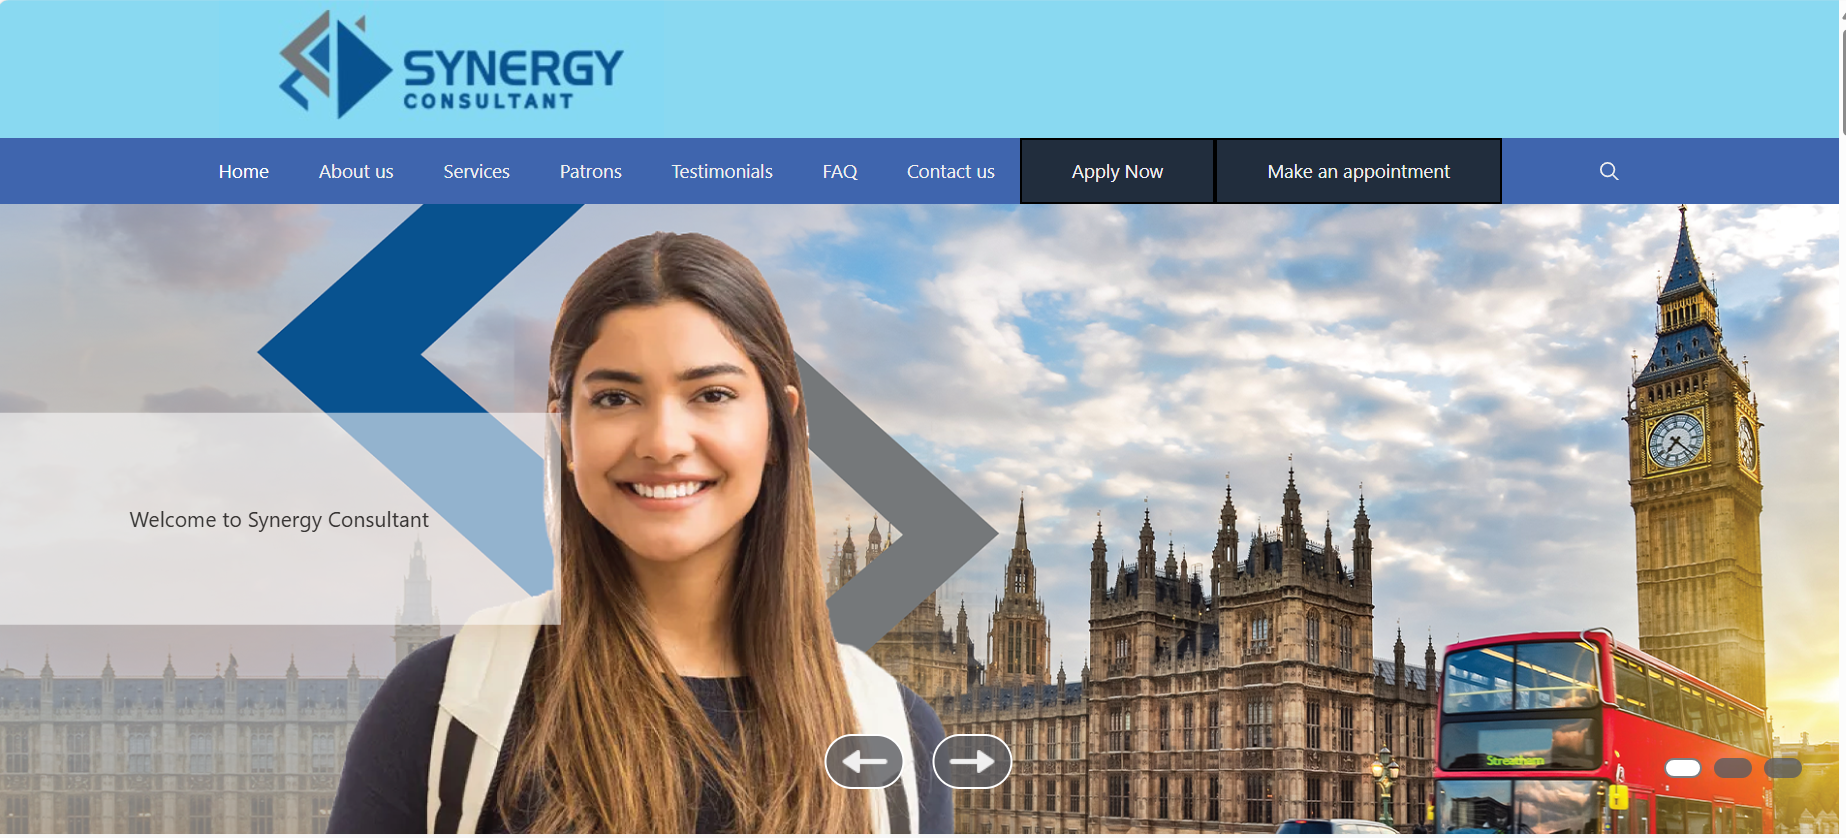 SYNERGY
CONSULTANT
Home About us Services Patrons Testimonials FAQ Contact us Apply Now Make an appointment
Welcome to Synergy Consultant
Streatham